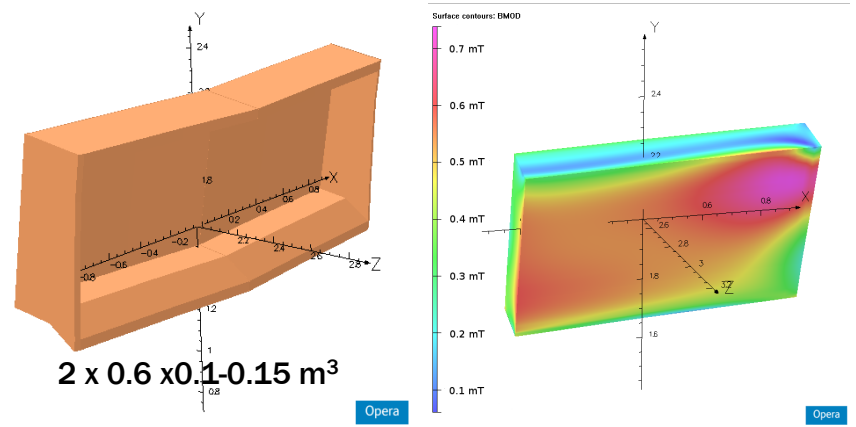 Y
2.4
1.8
X
0.8
0.6
0.4
0.2
-0.2
-0.4
-0.6
-0.8
2.2
2.4
2.6
2.8
Z
1.2
1
0.8
2 x 0.6 x0.1-0.15 m³
Opera
Surface contours: BMOD
0.7 mT
0.6 mT
0.5 mT
0.4 mT
0.3 mT
0.2 mT
0.1 mT
Y
2.4
2.2
X
0.6
0.8
2.6
2.8
3
3.2
Z
1.8
1.6
Opera